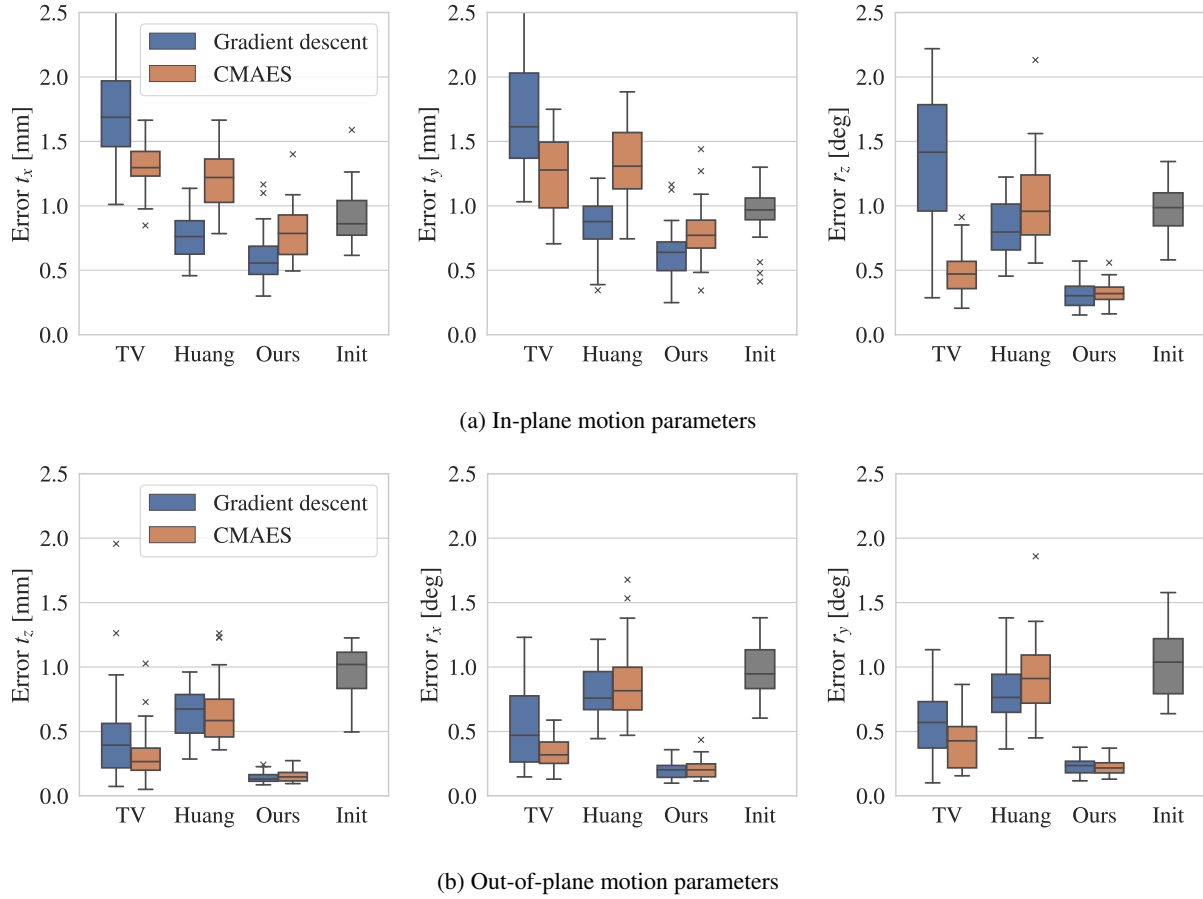 2.5
2.0
1.5
1.0
0.5
0.0
Error t_x [mm]
Gradient descent
CMAES
TV Huang Ours Init
2.5
2.0
1.5
1.0
0.5
0.0
Error t_y [mm]
TV Huang Ours Init
2.5
2.0
1.5
1.0
0.5
0.0
Error r_z [deg]
TV Huang Ours Init
(a) In-plane motion parameters
2.5
2.0
1.5
1.0
0.5
0.0
Error t_z [mm]
Gradient descent
CMAES
TV Huang Ours Init
2.5
2.0
1.5
1.0
0.5
0.0
Error r_x [deg]
TV Huang Ours Init
2.5
2.0
1.5
1.0
0.5
0.0
Error r_y [deg]
TV Huang Ours Init
(b) Out-of-plane motion parameters